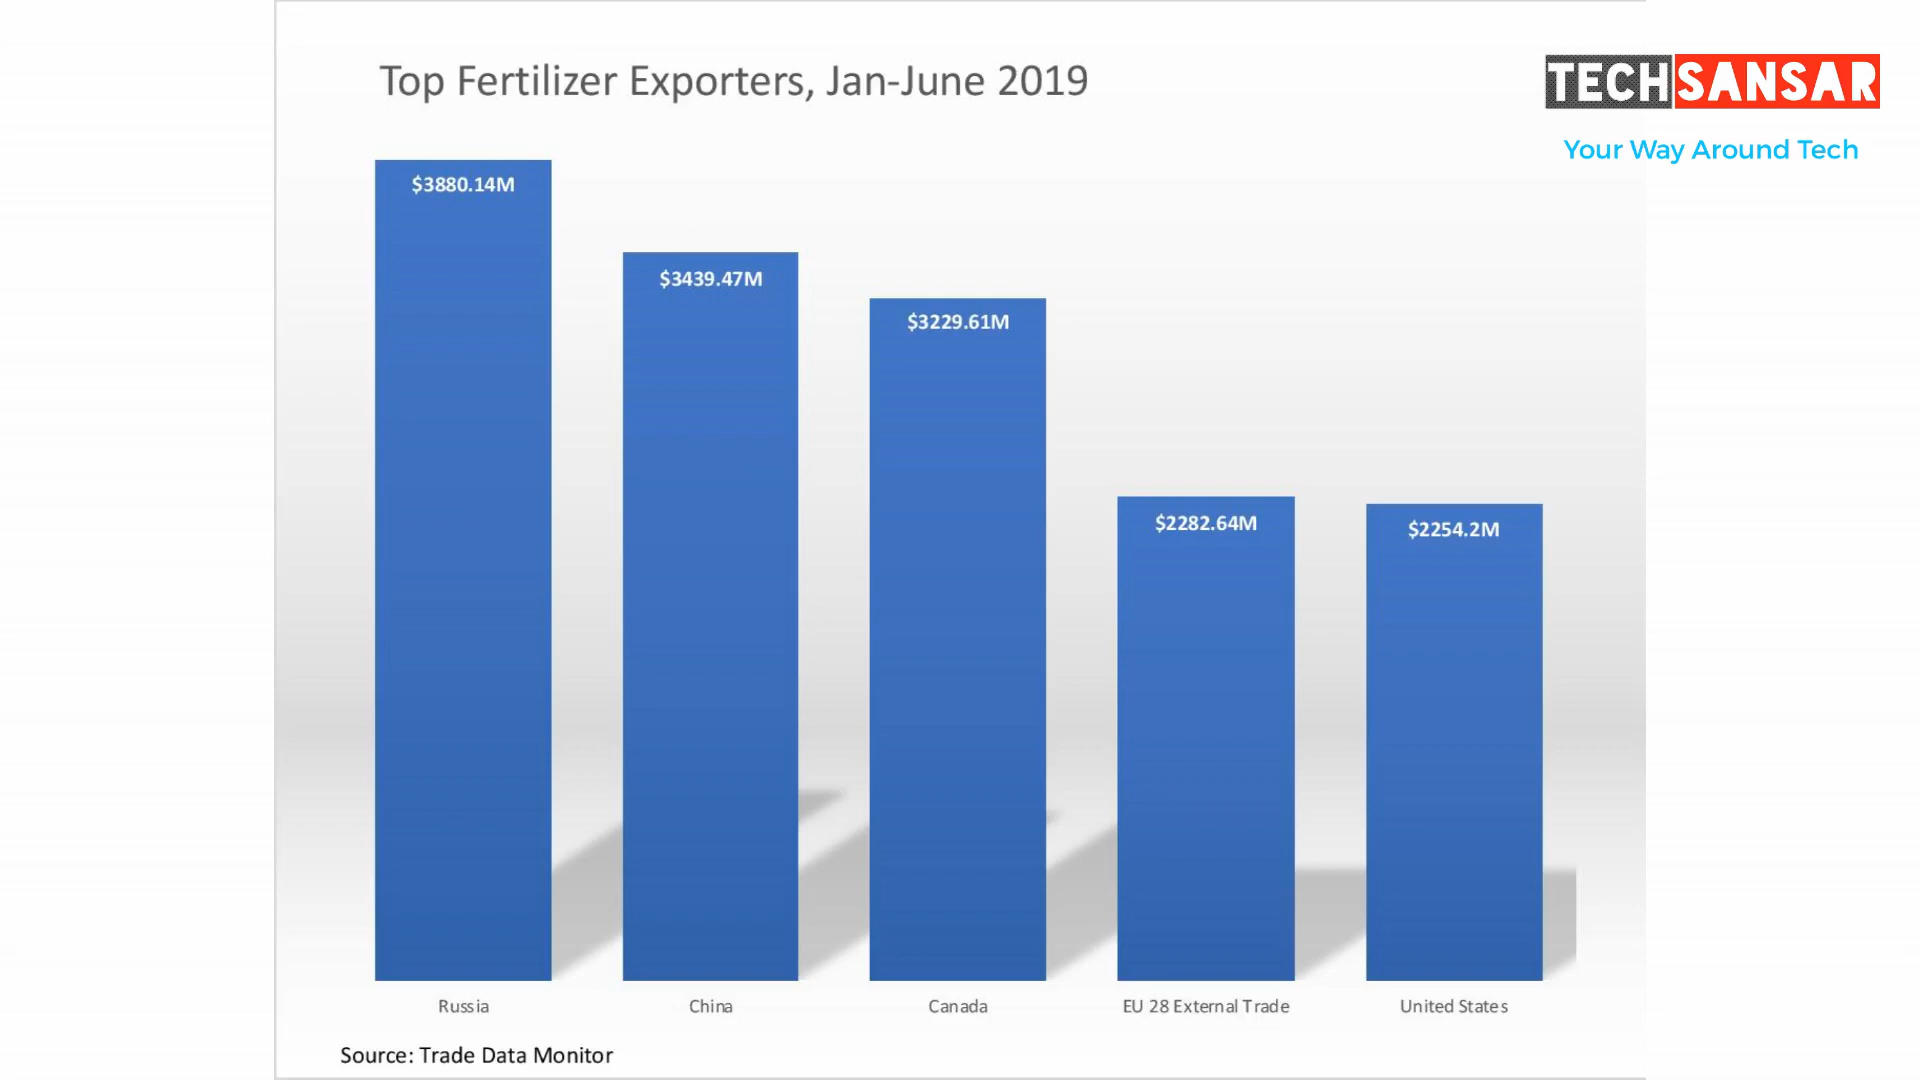 Top Fertilizer Exporters, Jan-June 2019
TECHSANSAR
Your Way Around Tech
$3880.14M
$3439.47M
$3229.61M
$2282.64M
$2254.2M
Russia
China
Canada
EU 28 External Trade
United States
Source: Trade Data Monitor